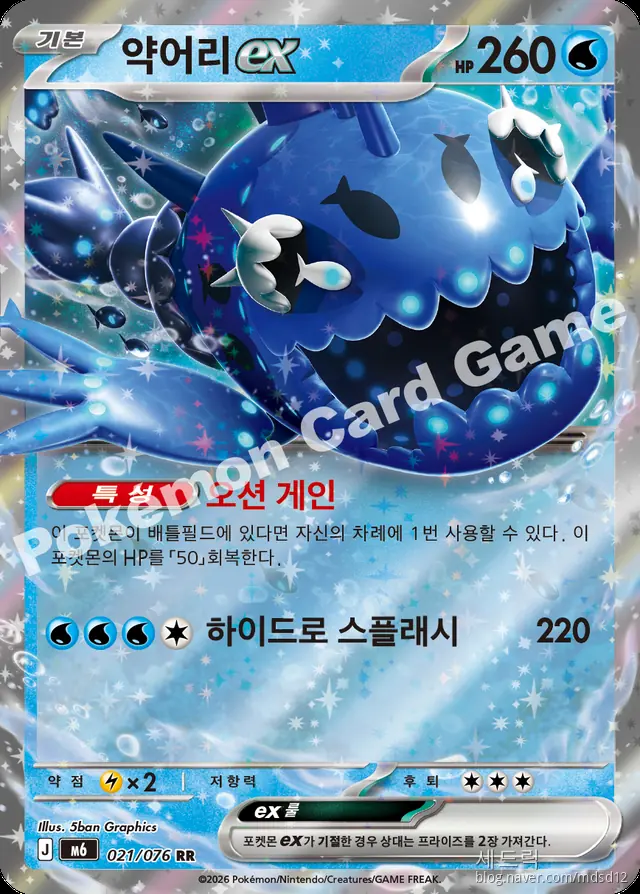 기본
약어리 ex
HP 260
Pokémon Card Game
특성 오션 게인
이 포켓몬이 배틀필드에 있다면 자신의 차례에 1번 사용할 수 있다. 이
포켓몬의 HP를 「50」회복한다.
하이드로 스플래시 220
약점 ×2 저항력 후퇴
Illus. 5ban Graphics
ex 룰
포켓몬 ex가 기절한 경우 상대는 프라이즈를 2장 가져간다.
J M6 021/076 RR
세드릭
blog.naver.com/mdsd12
©2026 Pokémon/Nintendo/Creatures/GAME FREAK.